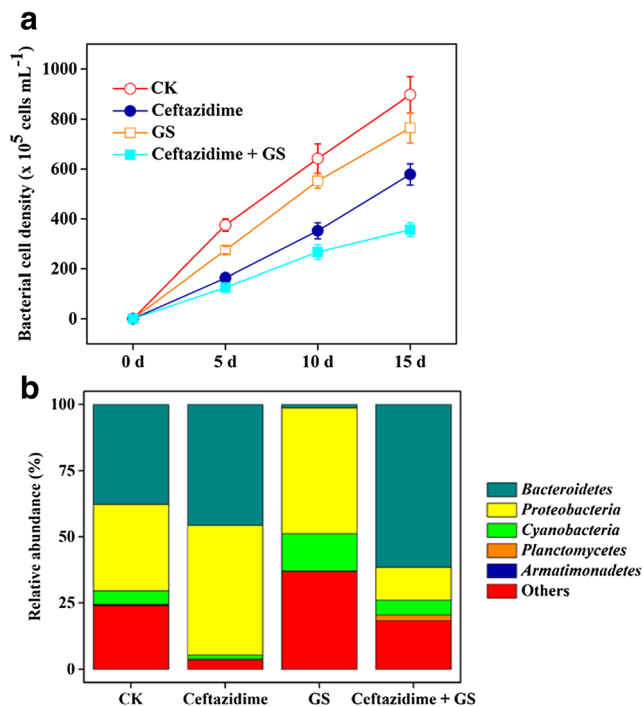 a
Bacterial cell density (x 10⁵ cells mL⁻¹)
1000
800
600
400
200
0
CK
Ceftazidime
GS
Ceftazidime + GS
0 d 5 d 10 d 15 d
b
Relative abundance (%)
100
75
50
25
0
Bacteroidetes
Proteobacteria
Cyanobacteria
Planctomycetes
Armatimonadetes
Others
CK Ceftazidime GS Ceftazidime + GS